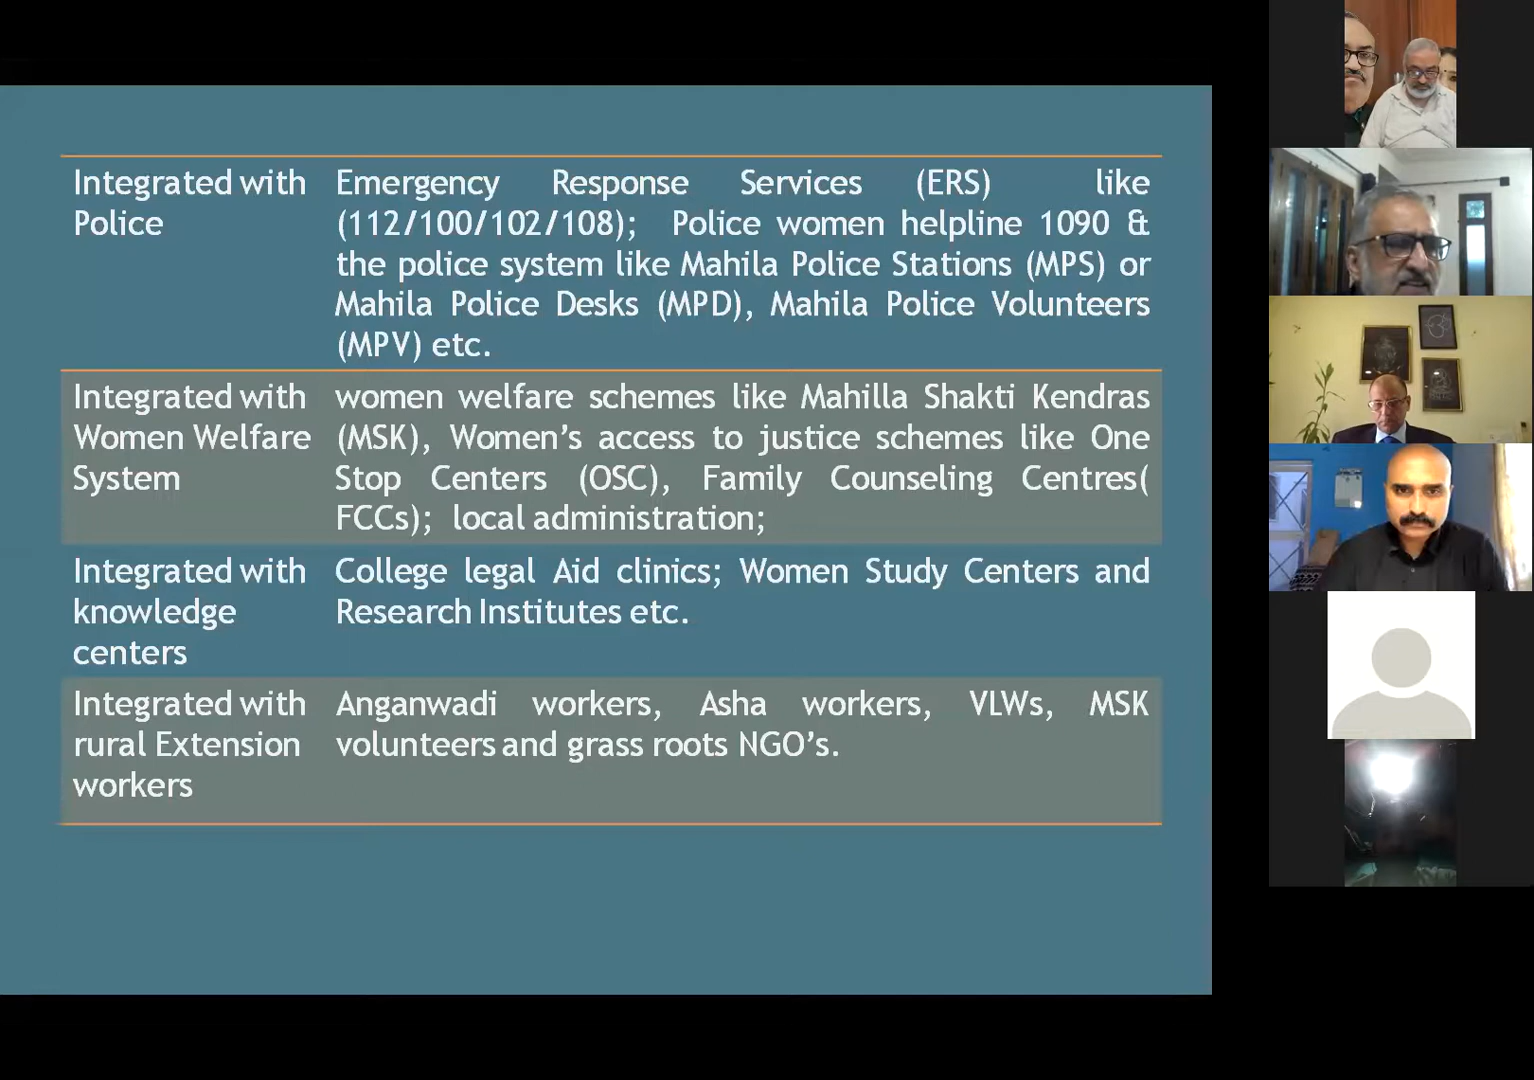 Integrated with Police
Emergency Response Services (ERS) like
(112/100/102/108); Police women helpline 1090 &
the police system like Mahila Police Stations (MPS) or
Mahila Police Desks (MPD), Mahila Police Volunteers
(MPV) etc.
Integrated with
Women Welfare
System
women welfare schemes like Mahilla Shakti Kendras
(MSK), Women’s access to justice schemes like One
Stop Centers (OSC), Family Counseling Centres(
FCCs); local administration;
Integrated with
knowledge
centers
College legal Aid clinics; Women Study Centers and
Research Institutes etc.
Integrated with
rural Extension
workers
Anganwadi workers, Asha workers, VLWs, MSK
volunteers and grass roots NGO’s.